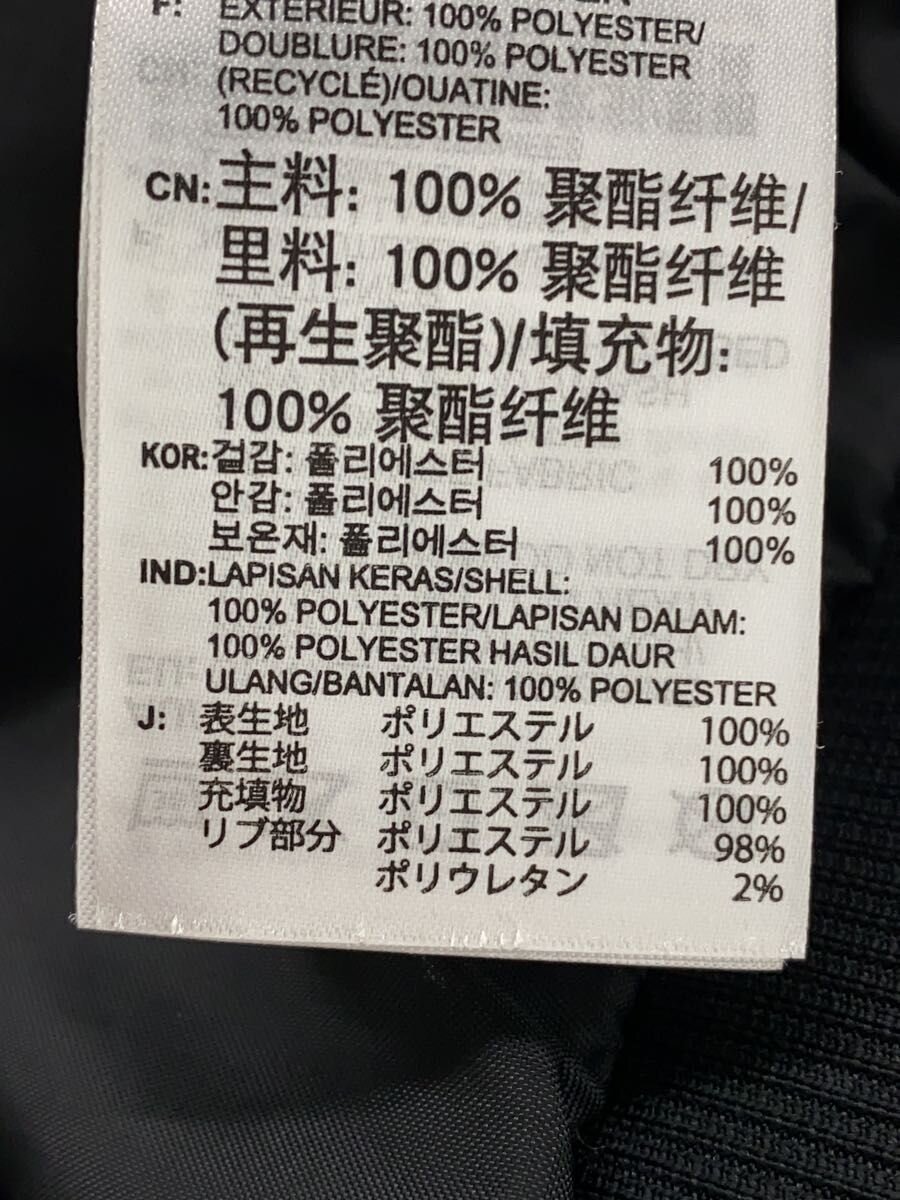 F: EXTÉRIEUR: 100% POLYESTER/
DOUBLURE: 100% POLYESTER
(RECYCLÉ)/OUATINE:
100% POLYESTER
CN: 主料: 100% 聚酯纤维/
里料: 100% 聚酯纤维
(再生聚酯)/填充物:
100% 聚酯纤维
KOR: 겉감: 폴리에스터 100%
안감: 폴리에스터 100%
보온재: 폴리에스터 100%
IND: LAPISAN KERAS/SHELL:
100% POLYESTER/LAPISAN DALAM:
100% POLYESTER HASIL DAUR
ULANG/BANTALAN: 100% POLYESTER
J: 表生地 ポリエステル 100%
裏生地 ポリエステル 100%
充填物 ポリエステル 100%
リブ部分 ポリエステル 98%
ポリウレタン 2%